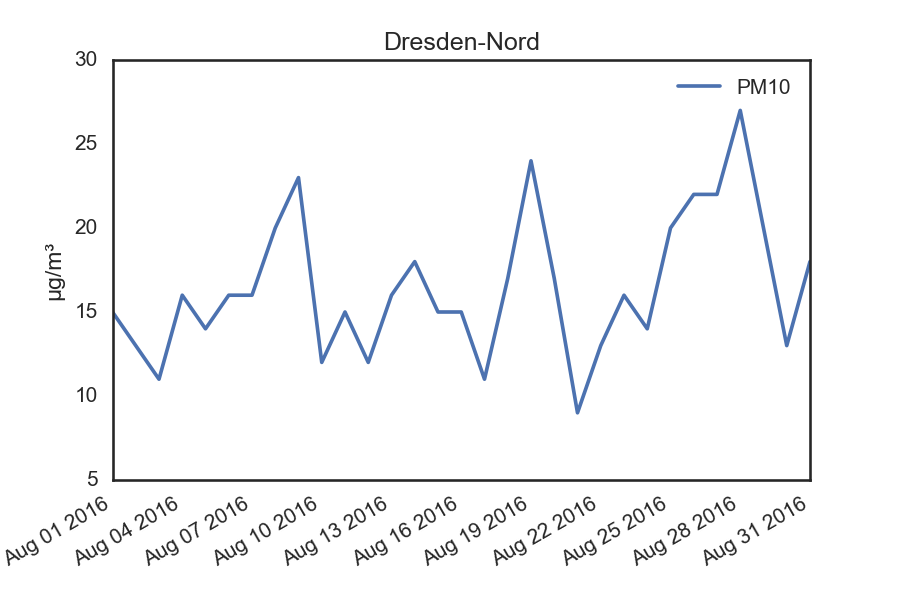 Dresden-Nord
PM10
µg/m³
30
25
20
15
10
5
Aug 01 2016
Aug 04 2016
Aug 07 2016
Aug 10 2016
Aug 13 2016
Aug 16 2016
Aug 19 2016
Aug 22 2016
Aug 25 2016
Aug 28 2016
Aug 31 2016